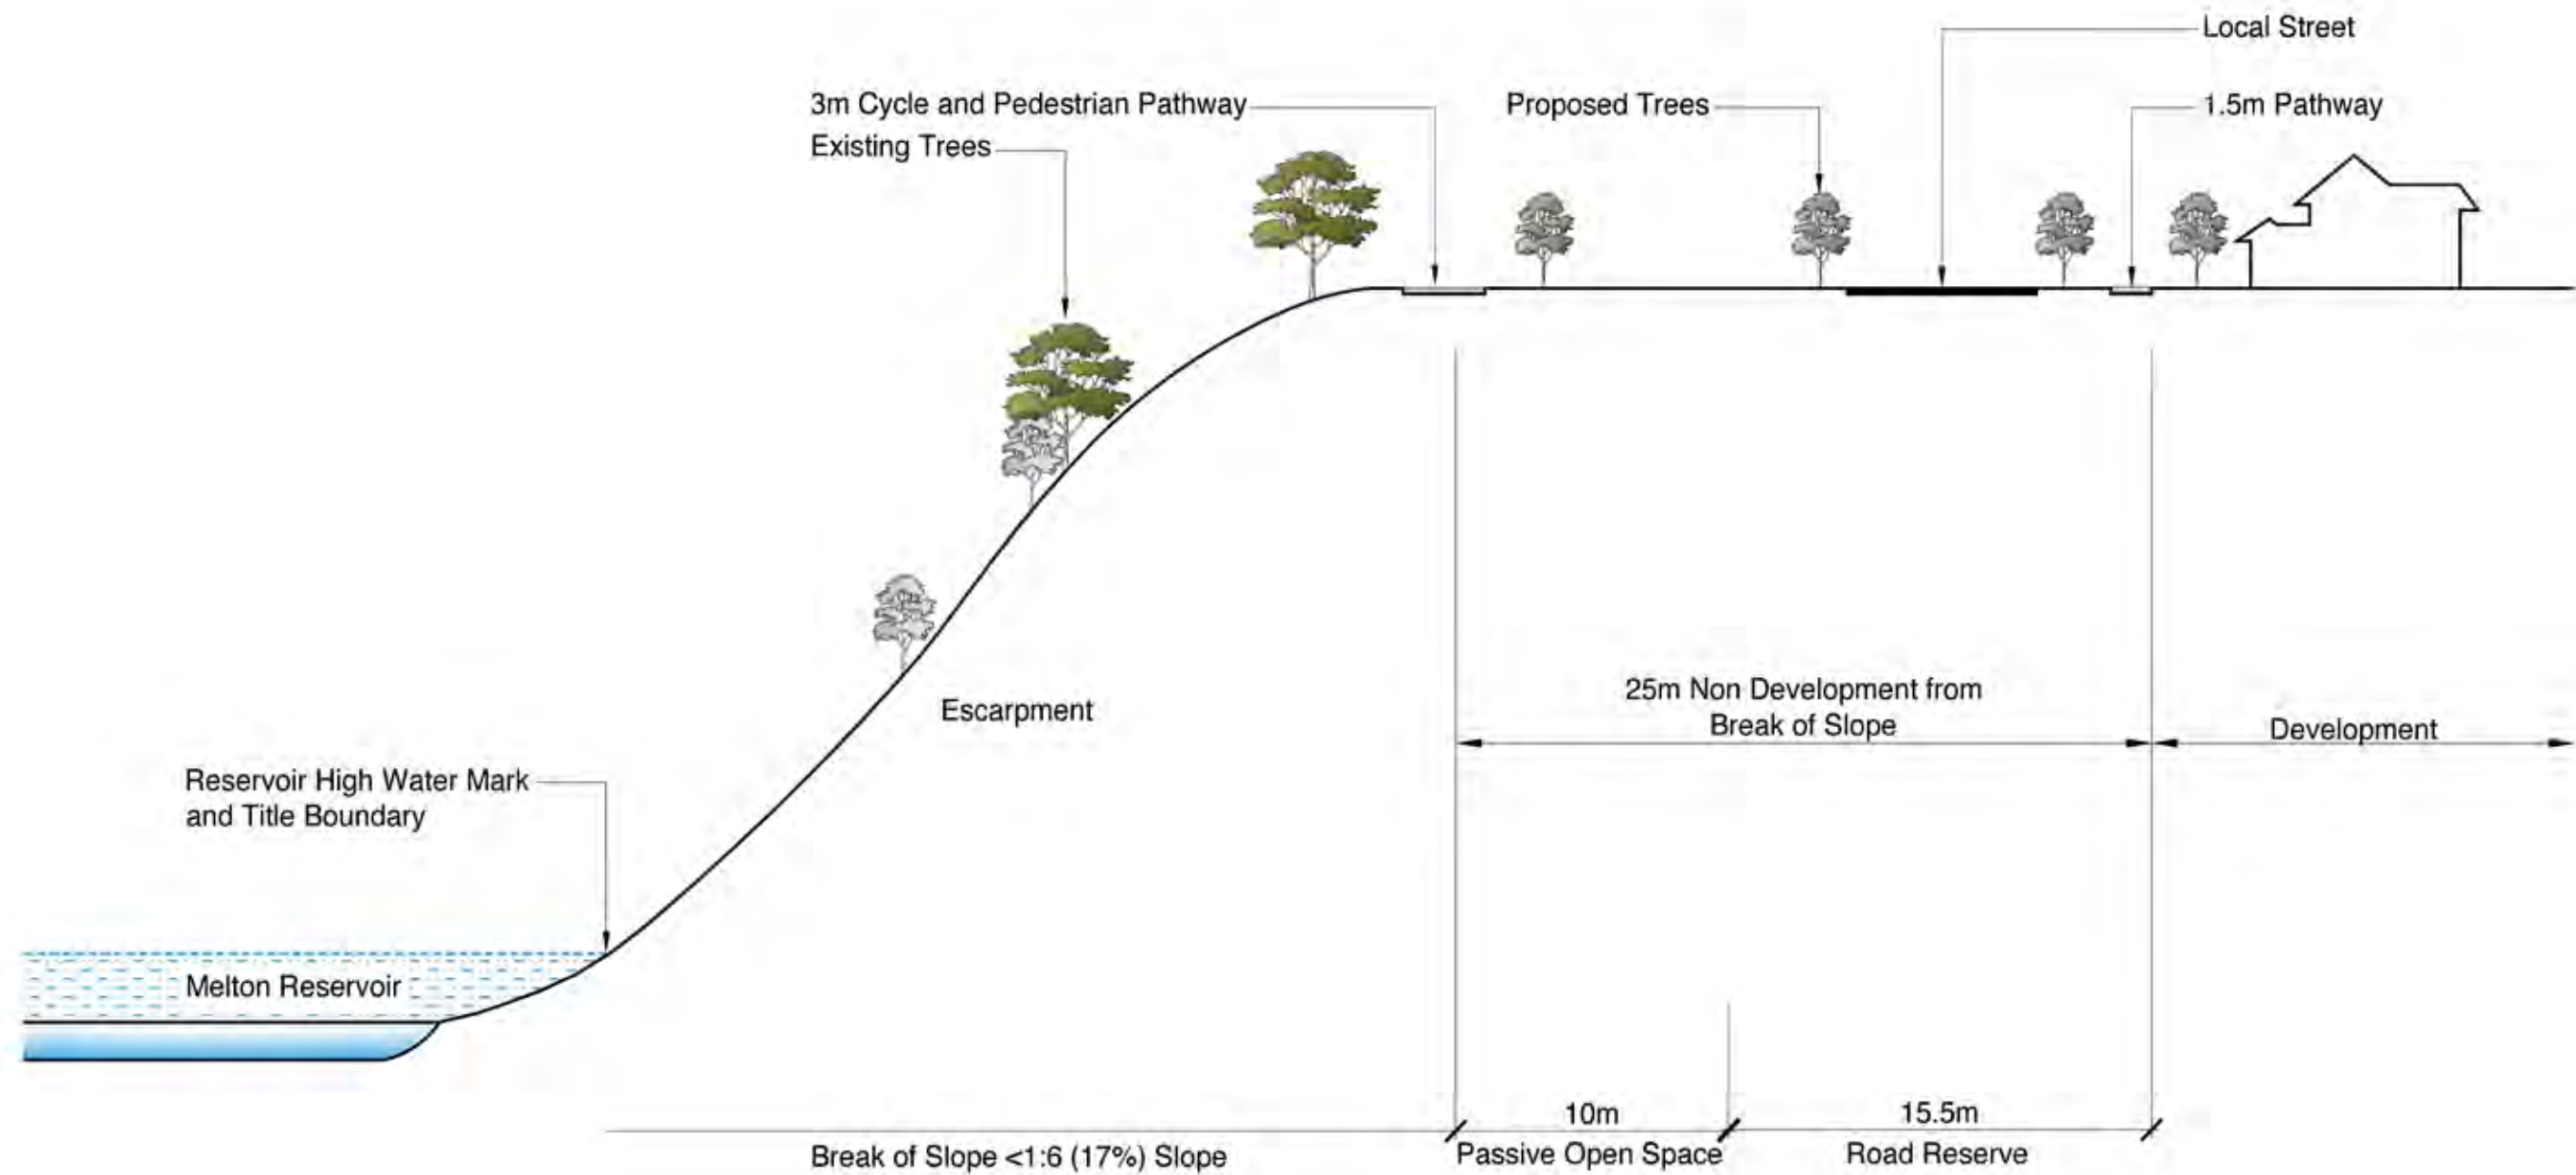 Local Street
3m Cycle and Pedestrian Pathway
Proposed Trees
1.5m Pathway
Existing Trees
25m Non Development from
Break of Slope
Development
Escarpment
Reservoir High Water Mark
and Title Boundary
Melton Reservoir
10m
15.5m
Break of Slope <1:6 (17%) Slope
Passive Open Space
Road Reserve